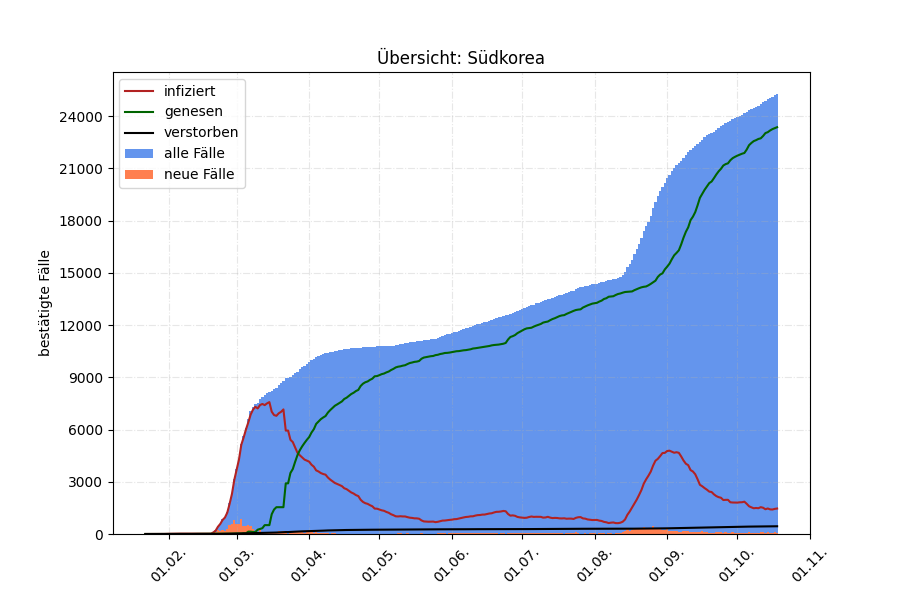 Übersicht: Südkorea
infiziert
genesen
verstorben
alle Fälle
neue Fälle
bestätigte Fälle
24000
21000
18000
15000
12000
9000
6000
3000
0
01.02.
01.03.
01.04.
01.05.
01.06.
01.07.
01.08.
01.09.
01.10.
01.11.